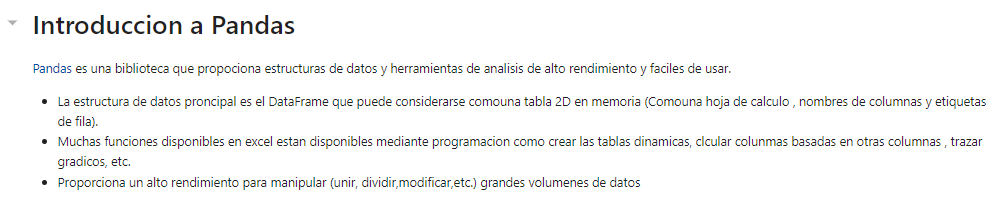 Introduccion a Pandas
Pandas es una biblioteca que propociona estructuras de datos y herramientas de analisis de alto rendimiento y faciles de usar.
La estructura de datos proncipal es el DataFrame que puede considerarse comouna tabla 2D en memoria (Comouna hoja de calculo , nombres de columnas y etiquetas
de fila).
Muchas funciones disponibles en excel estan disponibles mediante programacion como crear las tablas dinamicas, clcular colunmas basadas en otras columnas , trazar
gradicos, etc.
Proporciona un alto rendimiento para manipular (unir, dividir,modificar,etc.) grandes volumenes de datos